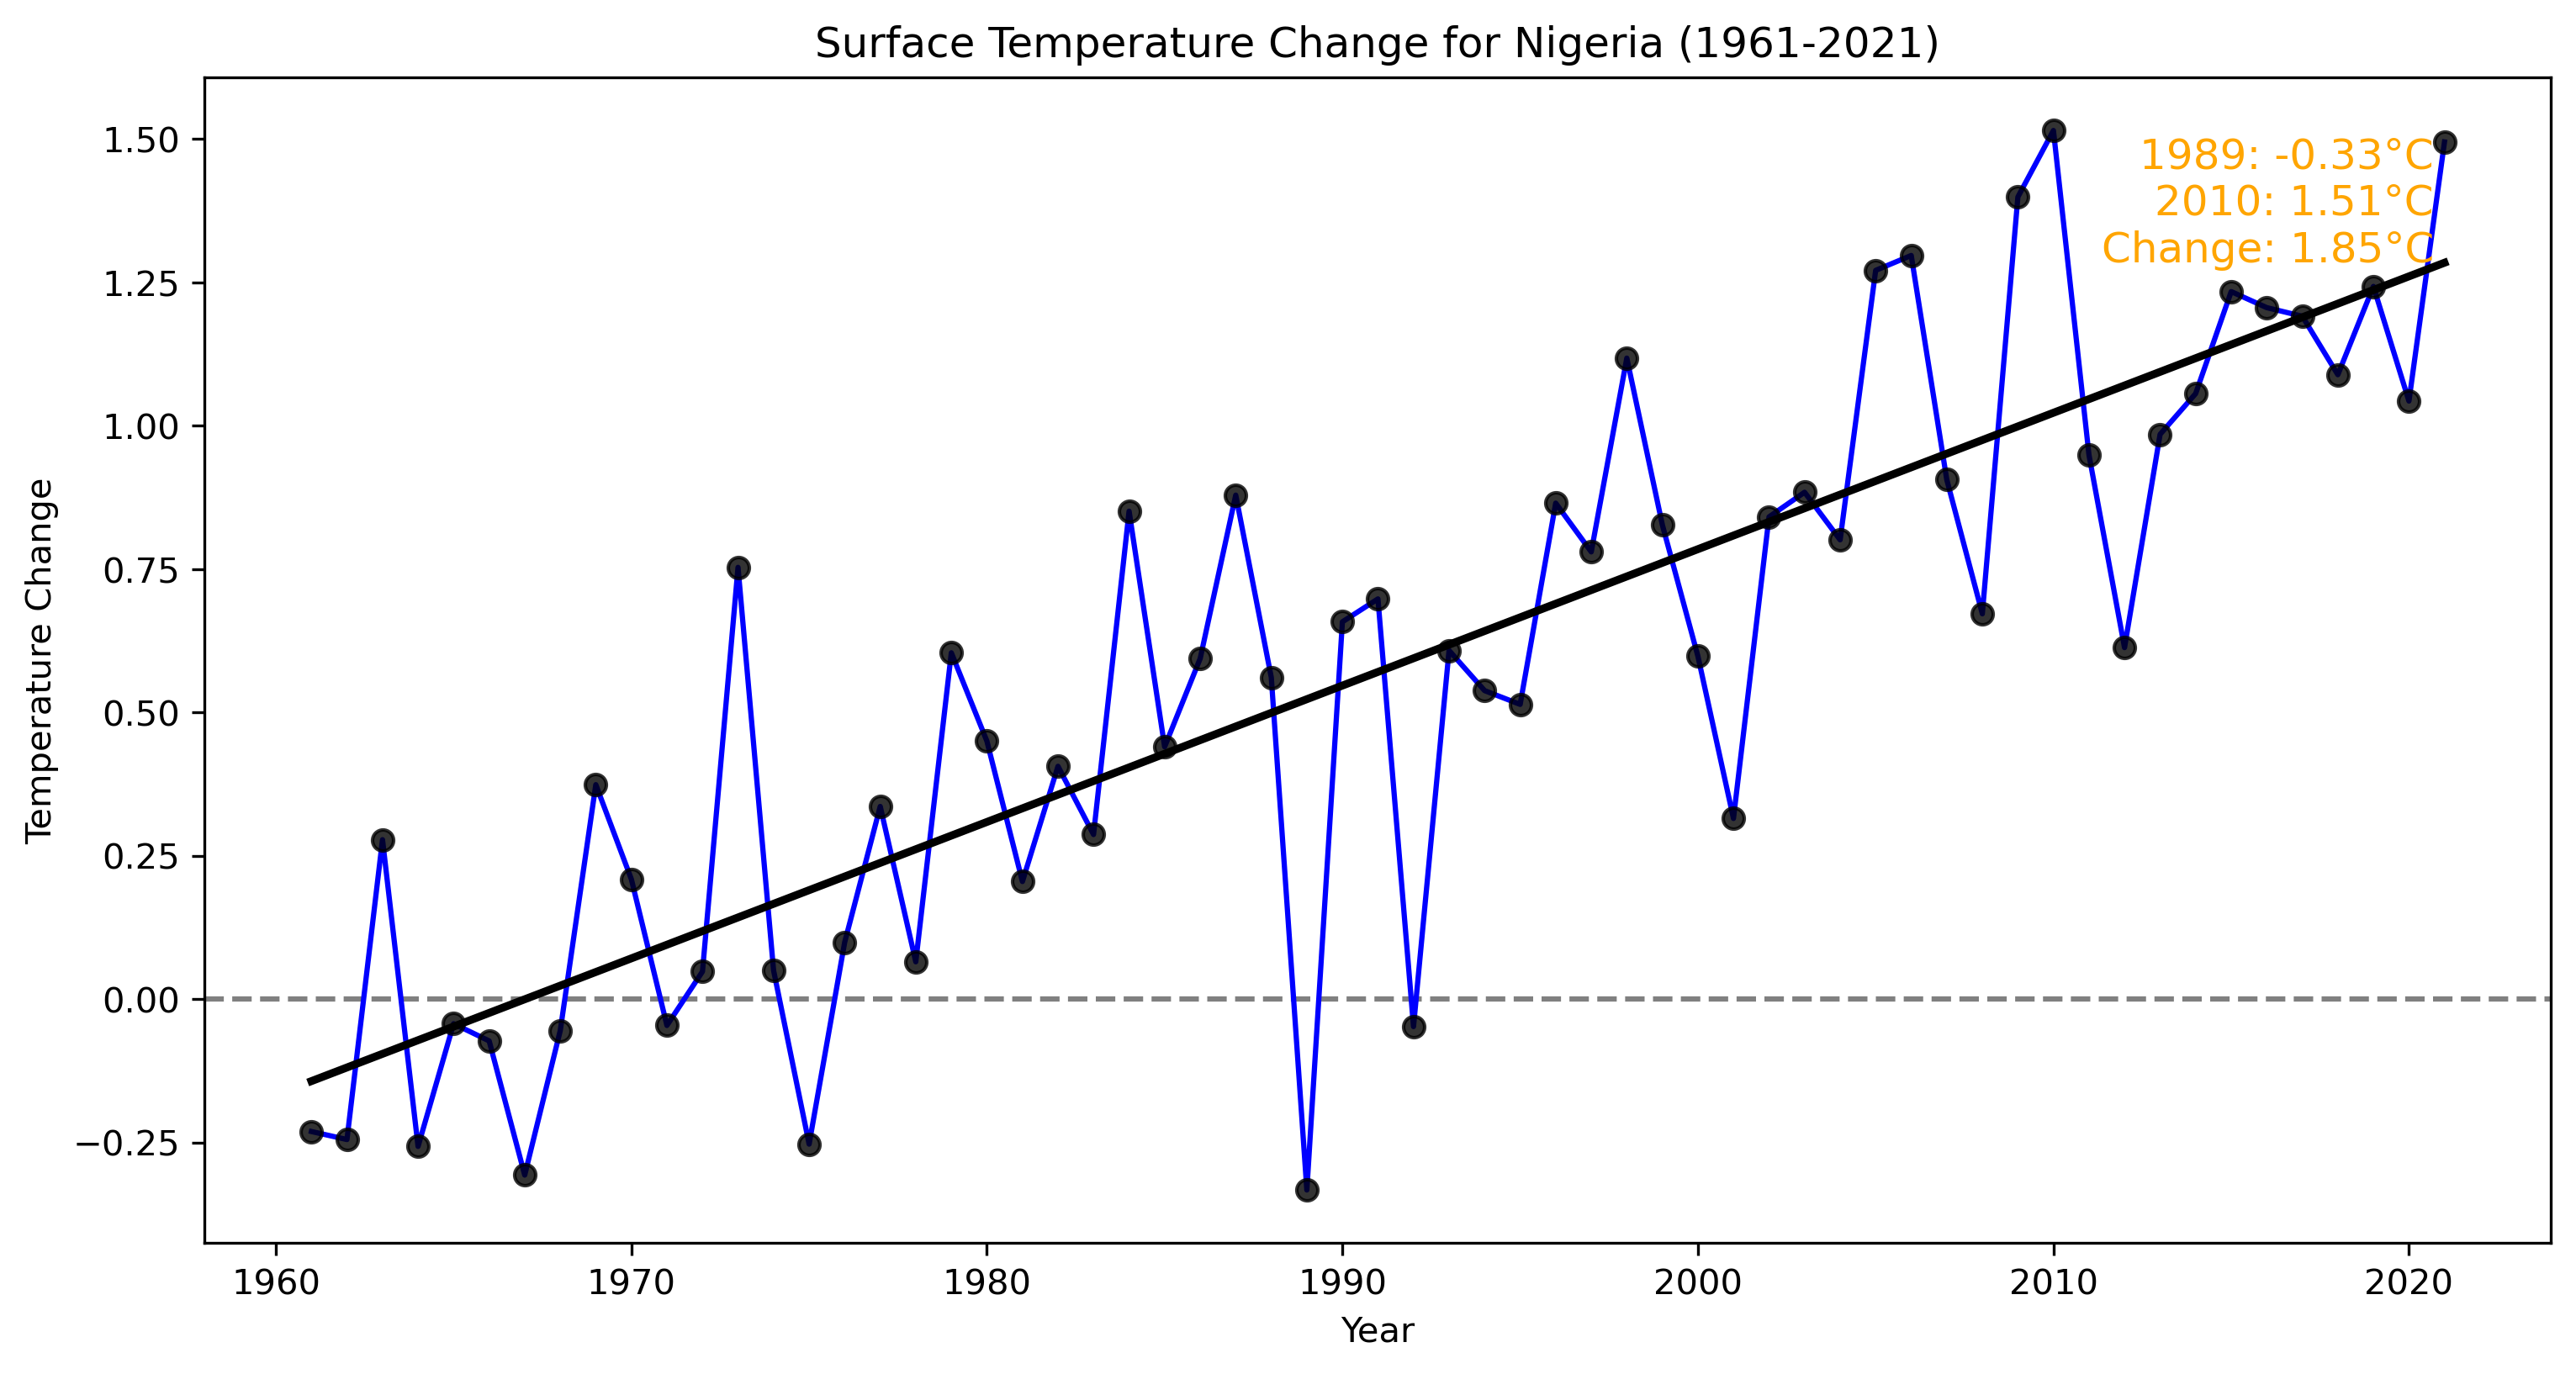 Surface Temperature Change for Nigeria (1961-2021)
1.50
1.25
1.00
0.75
0.50
0.25
0.00
−0.25
Temperature Change
1989: -0.33°C
2010: 1.51°C
Change: 1.85°C
1960 1970 1980 1990 2000 2010 2020
Year